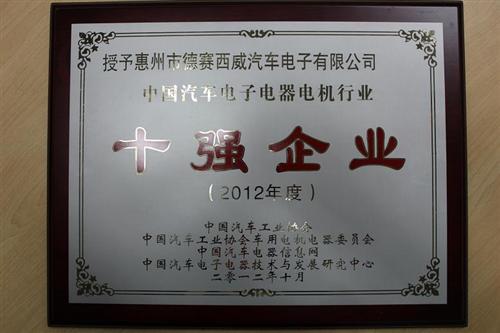 授予惠州市德赛西威汽车电子有限公司
中国汽车电子电器电机行业
十强企业
(2012年度)
中国汽车工业协会
中国汽车工业协会车用电机电器委员会
中国汽车电器信息网
中国汽车电子电器技术与发展研究中心
二零一二年十月